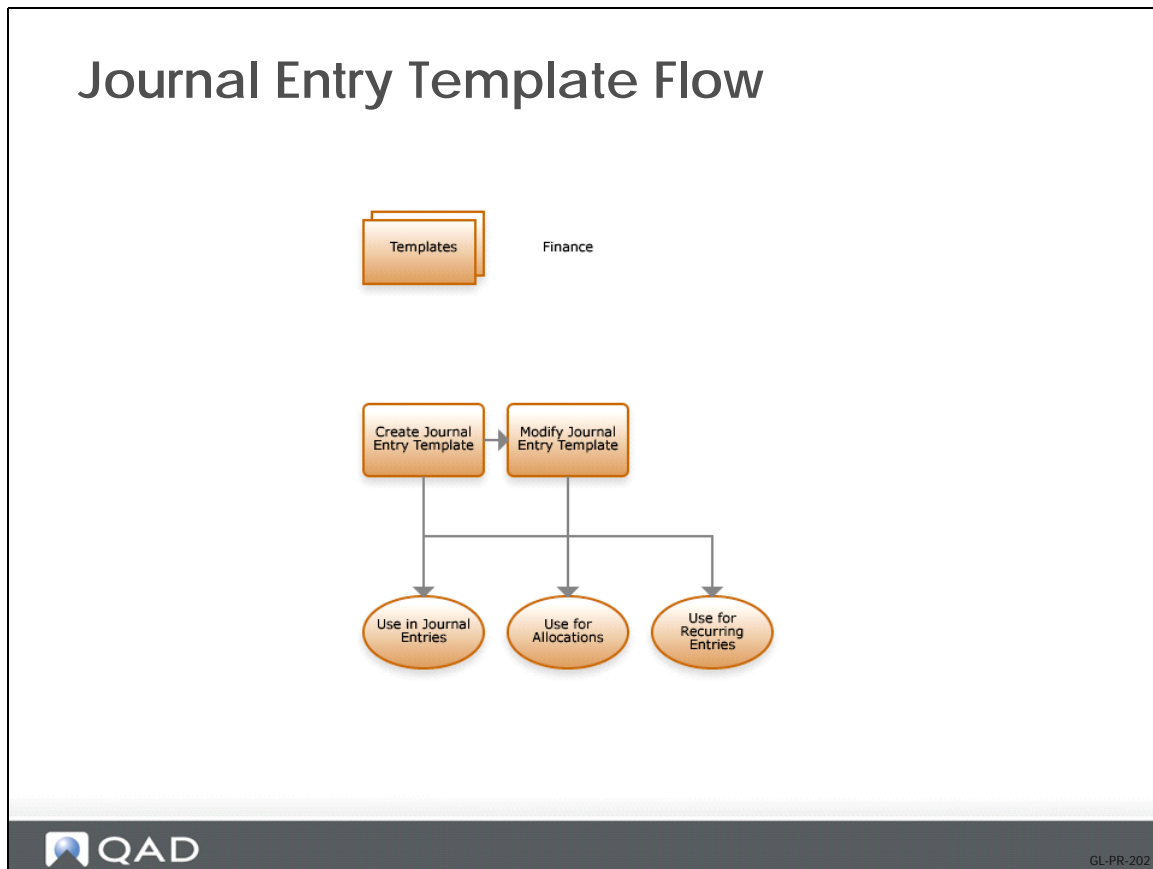 Journal Entry Template Flow
Templates
Finance
Create Journal
Entry Template
Modify Journal
Entry Template
Use in Journal
Entries
Use for
Allocations
Use for
Recurring
Entries
QAD
GL-PR-202